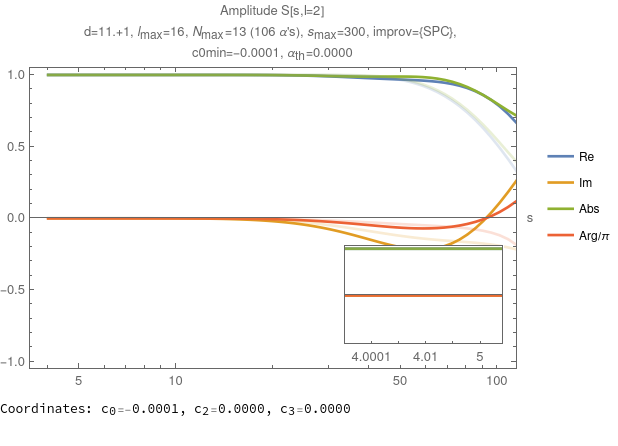 Amplitude S[s,l=2]
d=11.+1, lmax=16, Nmax=13 (106 α's), smax=300, improv={SPC},
c0min=−0.0001, αth=0.0000
1.0
0.5
0.0
−0.5
−1.0
5
10
50
100
s
4.0001
4.01
5
Re
Im
Abs
Arg/π
Coordinates: c0=-0.0001, c2=0.0000, c3=0.0000